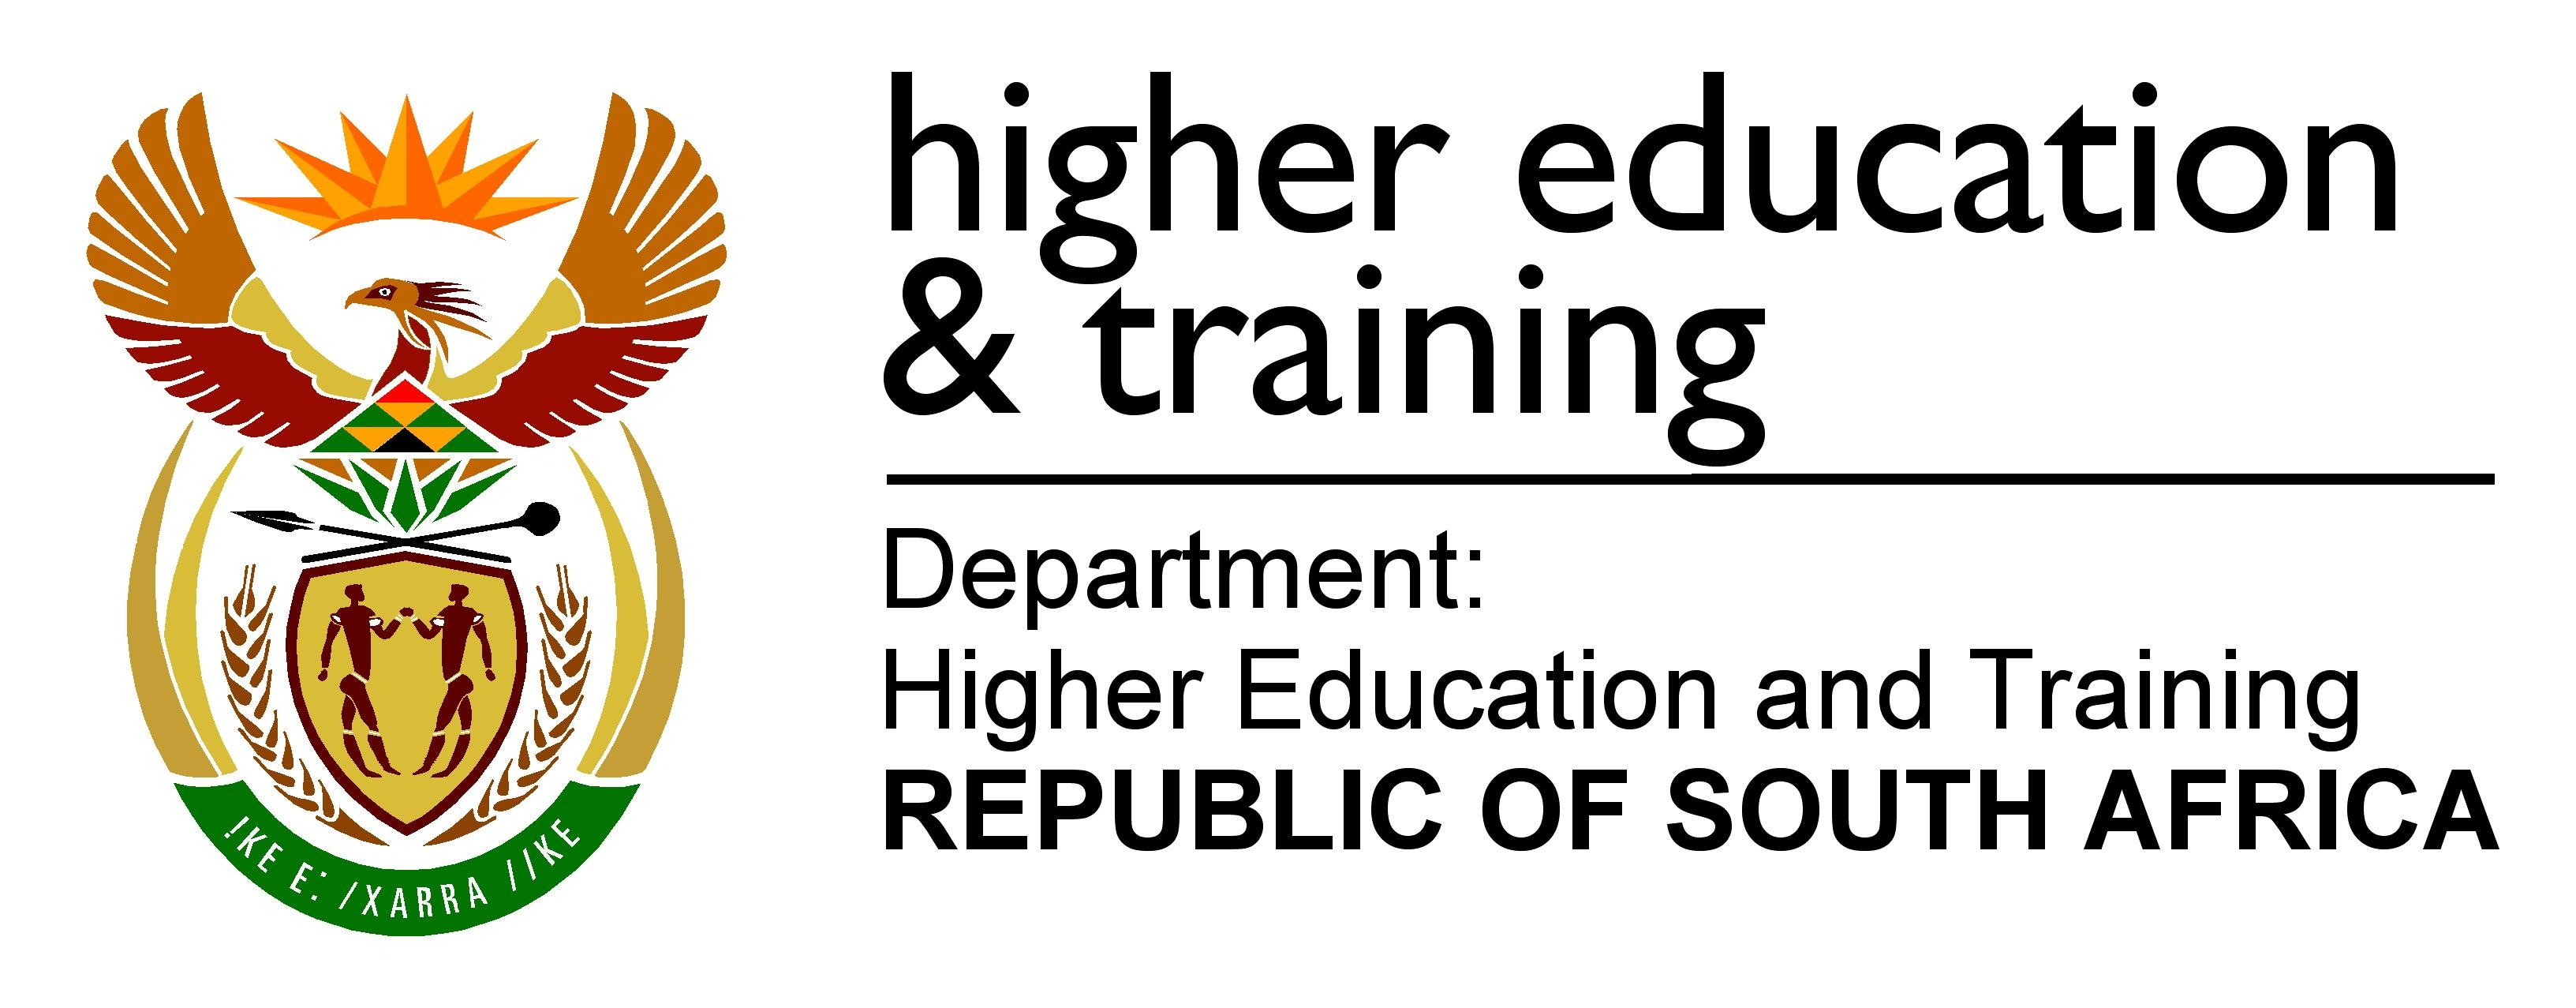 higher education
& training
Department:
Higher Education and Training
REPUBLIC OF SOUTH AFRICA
!KE E: /XARRA //KE